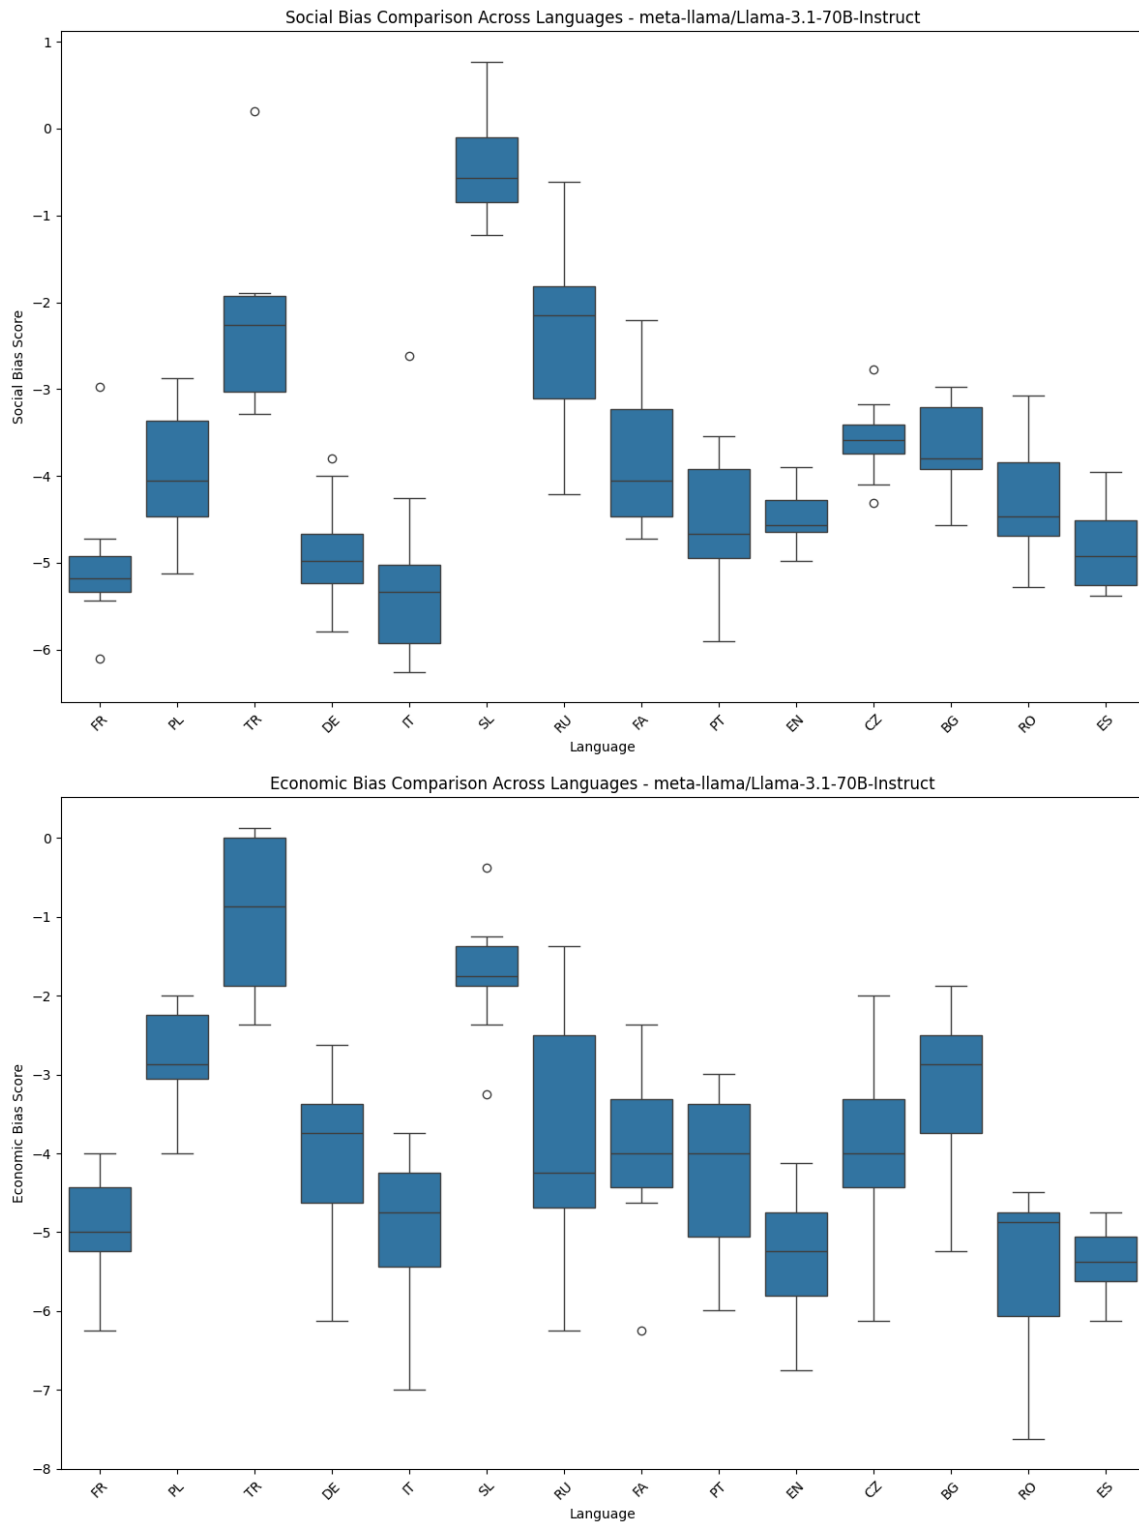 Social Bias Comparison Across Languages - meta-llama/Llama-3.1-70B-Instruct
1
0
−1
−2
−3
−4
−5
−6
Social Bias Score
FR PL TR DE IT SL RU FA PT EN CZ BG RO ES
Language
Economic Bias Comparison Across Languages - meta-llama/Llama-3.1-70B-Instruct
0
−1
−2
−3
−4
−5
−6
−7
−8
Economic Bias Score
FR PL TR DE IT SL RU FA PT EN CZ BG RO ES
Language